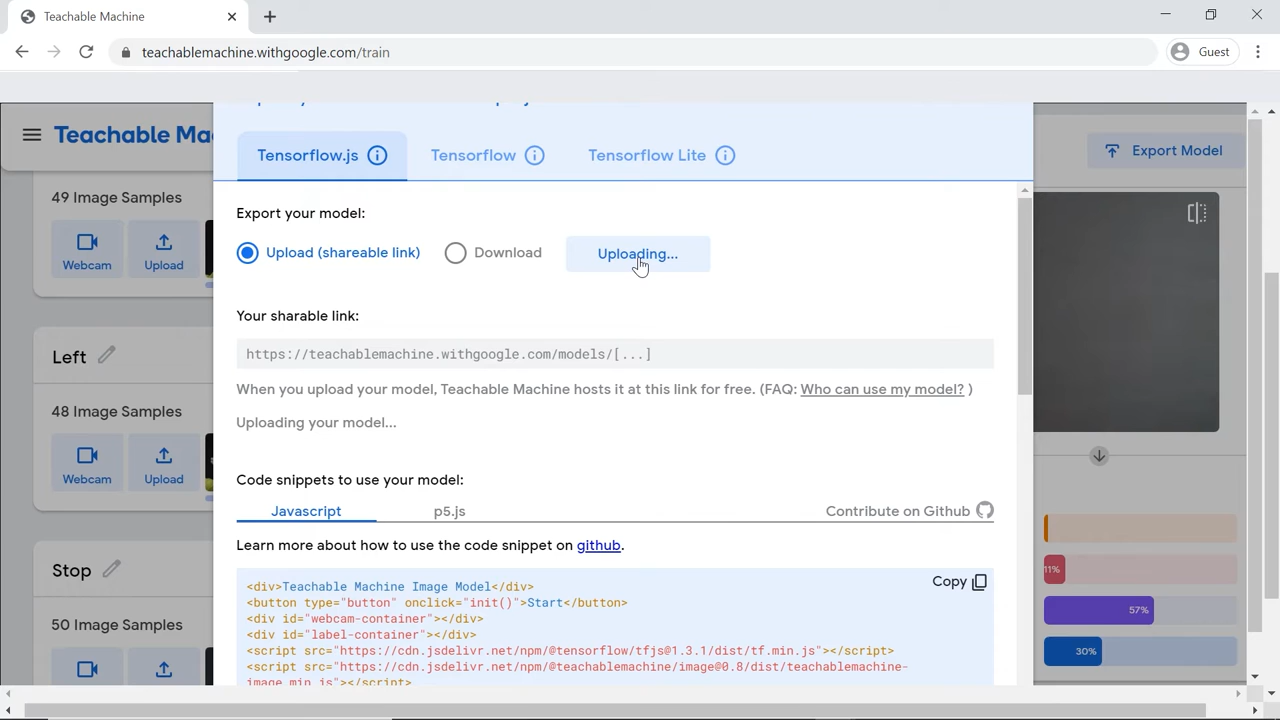 Teachable Machine
teachablemachine.withgoogle.com/train
Guest
Teachable Ma
Export Model
Tensorflow.js
Tensorflow
Tensorflow Lite
49 Image Samples
Webcam
Upload
Export your model:
Upload (shareable link)
Download
Uploading...
Your sharable link:
https://teachablemachine.withgoogle.com/models/[...]
When you upload your model, Teachable Machine hosts it at this link for free. (FAQ: Who can use my model? )
Uploading your model...
Left
48 Image Samples
Webcam
Upload
Code snippets to use your model:
Javascript
p5.js
Contribute on Github
Learn more about how to use the code snippet on github.
Stop
50 Image Samples
Copy
<div>Teachable Machine Image Model</div>
<button type="button" onclick="init()">Start</button>
<div id="webcam-container"></div>
<div id="label-container"></div>
<script src="https://cdn.jsdelivr.net/npm/@tensorflow/tfjs@1.3.1/dist/tf.min.js"></script>
<script src="https://cdn.jsdelivr.net/npm/@teachablemachine/image@0.8/dist/teachablemachine-
image.min.js"></script>
11%
57%
30%